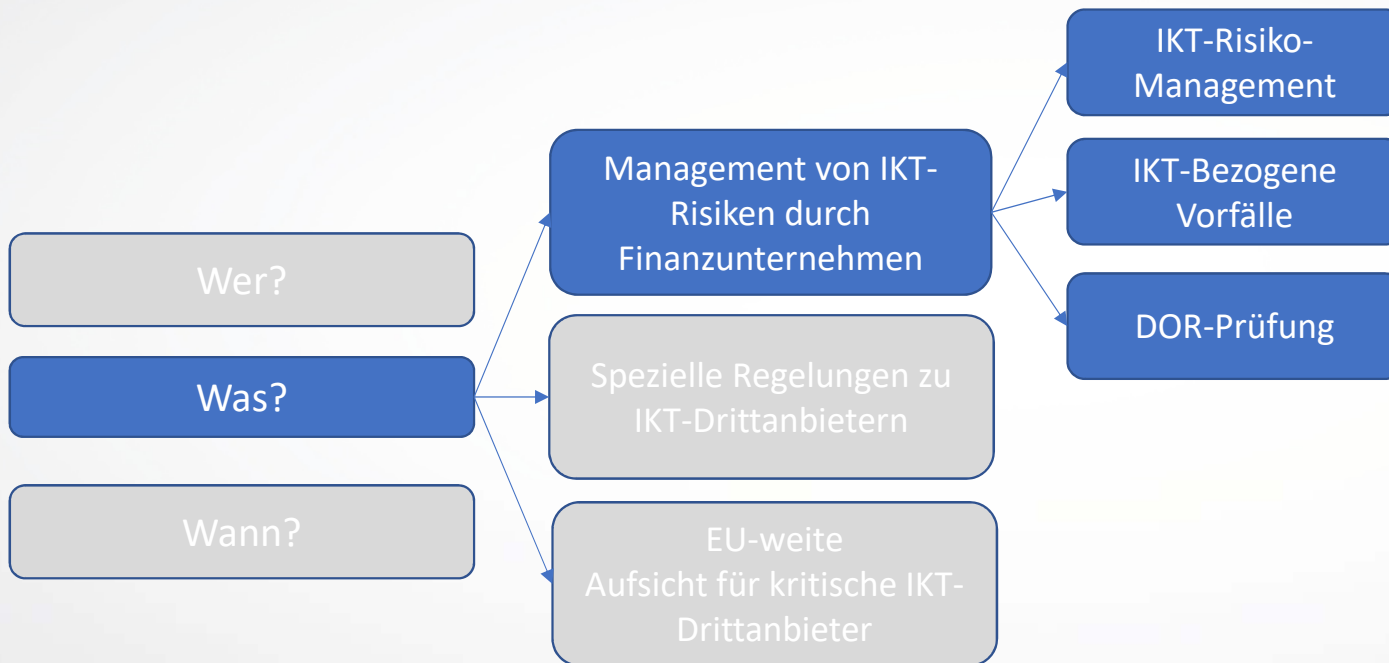 Wer?
Was?
Wann?
Management von IKT-
Risiken durch
Finanzunternehmen
Spezielle Regelungen zu
IKT-Drittanbietern
EU-weite
Aufsicht für kritische IKT-
Drittanbieter
IKT-Risiko-
Management
IKT-Bezogene
Vorfälle
DOR-Prüfung